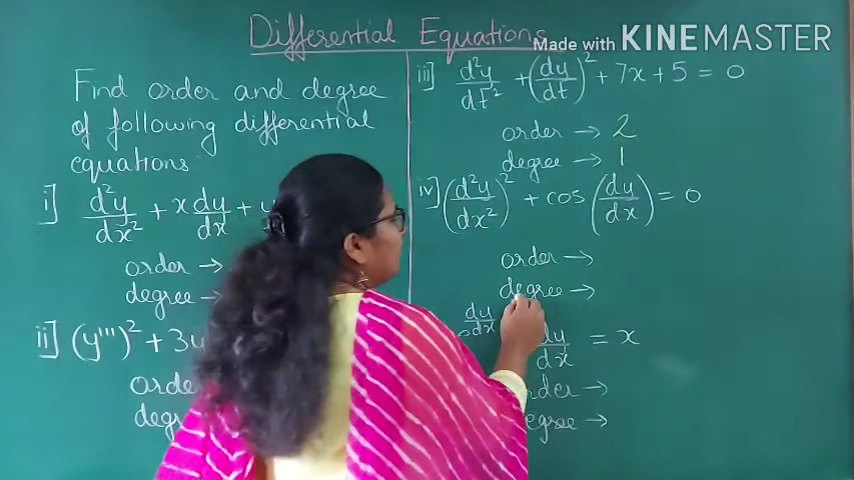 Differential Equations
Made with KINEMASTER
Find order and degree
of following differential
equations
i] d²y/dx² + x dy/dx +
order →
degree →
ii] (y''')² + 3
iii] d²y/dt² + (dy/dt)² + 7x + 5 = 0
order → 2
degree → 1
iv] (d²y/dx²)² + cos (dy/dx) = 0
order →
degree →
dy/dx dy/dx = x